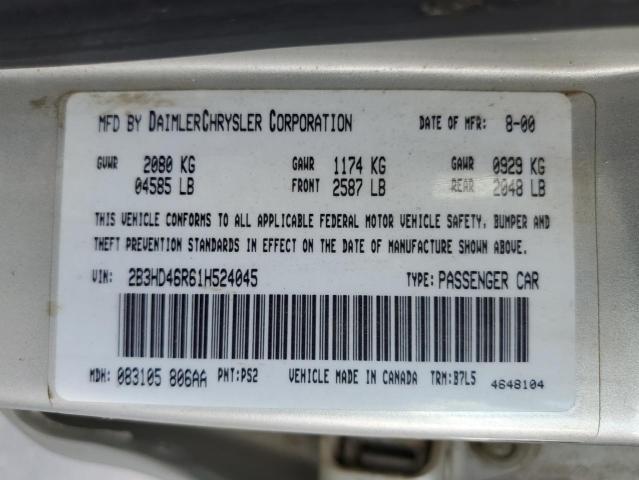 MFD BY DAIMLERCHRYSLER CORPORATION DATE OF MFR: 8-00
GVWR 2080 KG GAWR 1174 KG GAWR 0929 KG
04585 LB FRONT 2587 LB REAR 2048 LB
THIS VEHICLE CONFORMS TO ALL APPLICABLE FEDERAL MOTOR VEHICLE SAFETY, BUMPER AND
THEFT PREVENTION STANDARDS IN EFFECT ON THE DATE OF MANUFACTURE SHOWN ABOVE.
VIN: 2B3HD46R61H524045 TYPE: PASSENGER CAR
MDH: 083105 806AA PNT: PS2 VEHICLE MADE IN CANADA TRM: B7L5
4648104